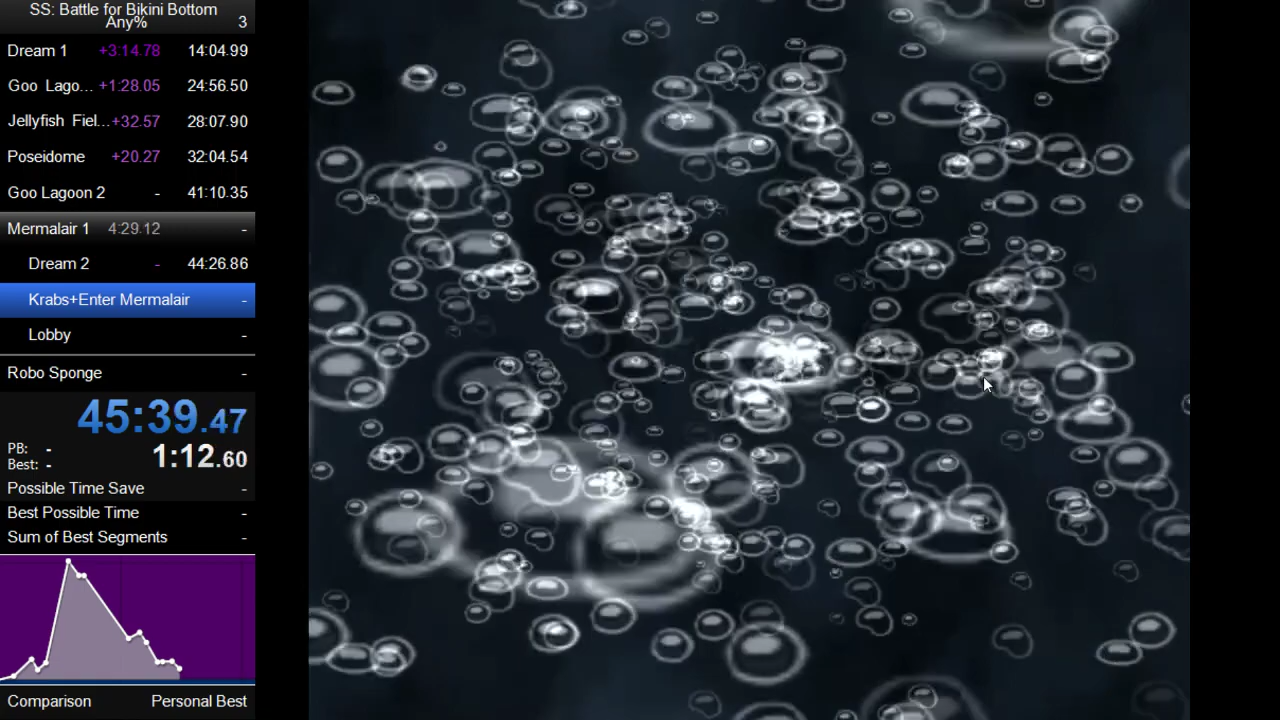 SS: Battle for Bikini Bottom
Any% 3
Dream 1 +3:14.78 14:04.99
Goo Lago... +1:28.05 24:56.50
Jellyfish Fiel... +32.57 28:07.90
Poseidome +20.27 32:04.54
Goo Lagoon 2 - 41:10.35
Mermalair 1 4:29.12 -
Dream 2 - 44:26.86
Krabs+Enter Mermalair -
Lobby -
Robo Sponge -
45:39.47
PB: -
Best: - 1:12.60
Possible Time Save -
Best Possible Time -
Sum of Best Segments -
Comparison Personal Best